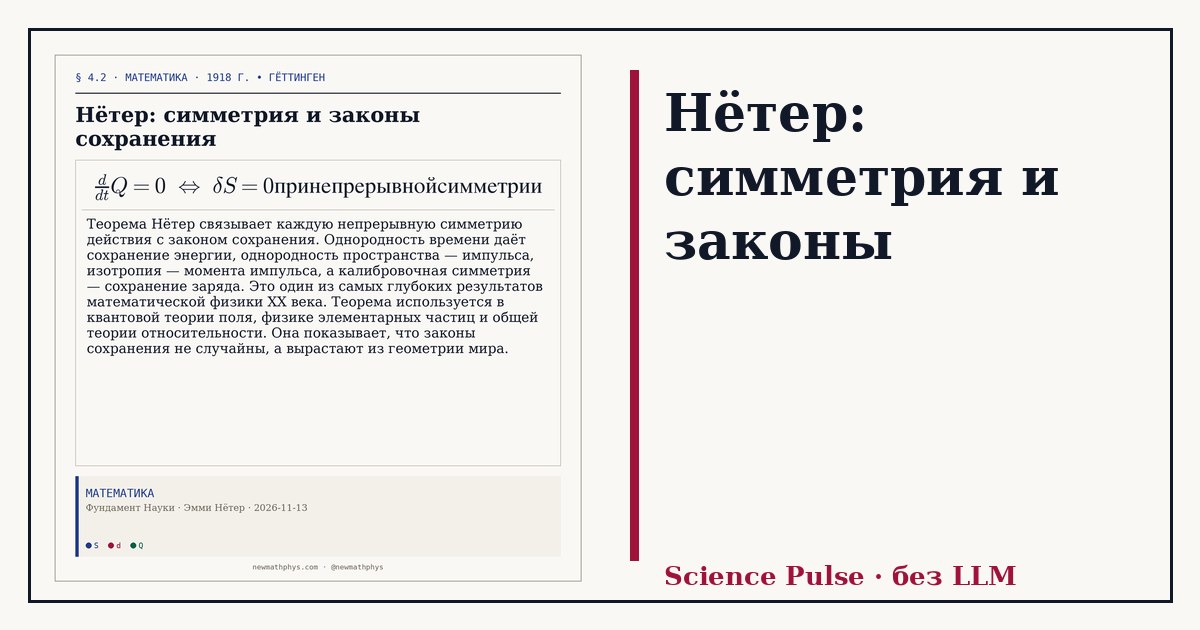 § 4.2 · МАТЕМАТИКА · 1918 Г. • ГЁТТИНГЕН
Нётер: симметрия и законы
сохранения
d/dt Q = 0 ⇔ δS = 0принепрерывнойсимметрии
Теорема Нётер связывает каждую непрерывную симметрию
действия с законом сохранения. Однородность времени даёт
сохранение энергии, однородность пространства — импульса,
изотропия — момента импульса, а калибровочная симметрия
— сохранение заряда. Это один из самых глубоких результатов
математической физики XX века. Теорема используется в
квантовой теории поля, физике элементарных частиц и общей
теории относительности. Она показывает, что законы
сохранения не случайны, а вырастают из геометрии мира.
МАТЕМАТИКА
Фундамент Науки · Эмми Нётер · 2026-11-13
S d Q
newmathphys.com · @newmathphys
Нётер:
симметрия и
законы
Science Pulse · без LLM